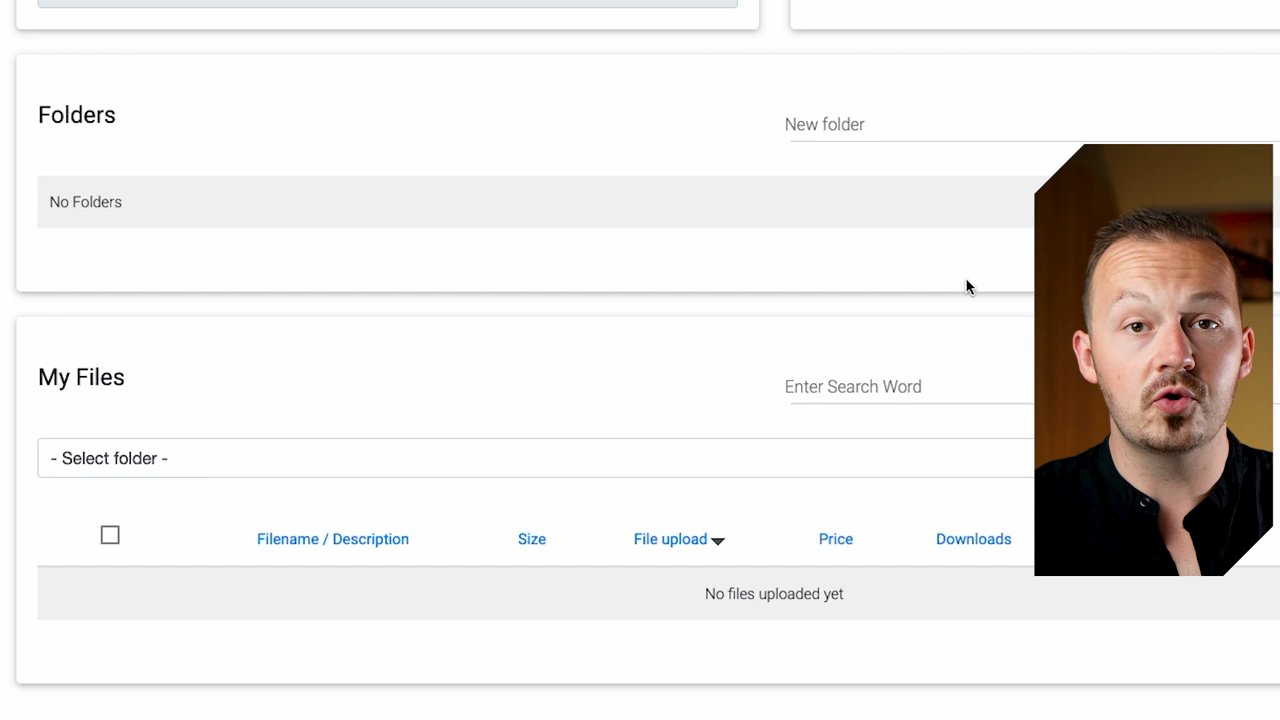 Folders
New folder
No Folders
My Files
Enter Search Word
- Select folder -
Filename / Description Size File upload Price Downloads
No files uploaded yet